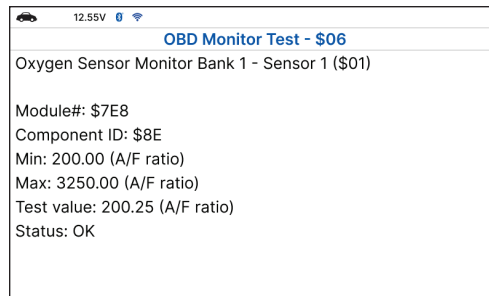 12.55V
OBD Monitor Test - $06
Oxygen Sensor Monitor Bank 1 - Sensor 1 ($01)
Module#: $7E8
Component ID: $8E
Min: 200.00 (A/F ratio)
Max: 3250.00 (A/F ratio)
Test value: 200.25 (A/F ratio)
Status: OK